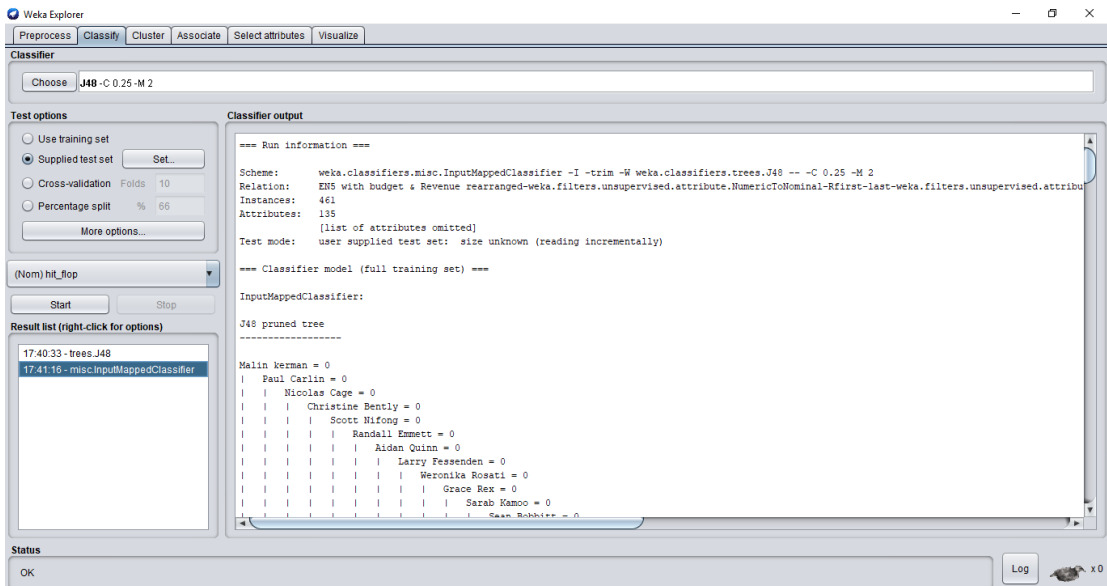 Weka Explorer
Preprocess Classify Cluster Associate Select attributes Visualize
Classifier
Choose J48 -C 0.25 -M 2
Test options
Use training set
Supplied test set Set...
Cross-validation Folds 10
Percentage split % 66
More options...
(Nom) hit_flop
Start Stop
Result list (right-click for options)
17:40:33 - trees.J48
17:41:16 - misc.InputMappedClassifier
Classifier output
=== Run information ===
Scheme: weka.classifiers.misc.InputMappedClassifier -I -trim -W weka.classifiers.trees.J48 -- -C 0.25 -M 2
Relation: EN5 with budget & Revenue rearranged-weka.filters.unsupervised.attribute.NumericToNominal-Rfirst-last-weka.filters.unsupervised.attribu
Instances: 461
Attributes: 135
[list of attributes omitted]
Test mode: user supplied test set: size unknown (reading incrementally)
=== Classifier model (full training set) ===
InputMappedClassifier:
J48 pruned tree
------------------
Malin kerman = 0
| Paul Carlin = 0
| | Nicolas Cage = 0
| | | Christine Bently = 0
| | | | Scott Nifong = 0
| | | | | Randall Emmett = 0
| | | | | | Aidan Quinn = 0
| | | | | | | Larry Fessenden = 0
| | | | | | | | Weronika Rosati = 0
| | | | | | | | | Grace Rex = 0
| | | | | | | | | | Sarab Kamoo = 0
| | | | | | | | | | | Sean Bobbitt = 0
Status
OK
Log x 0